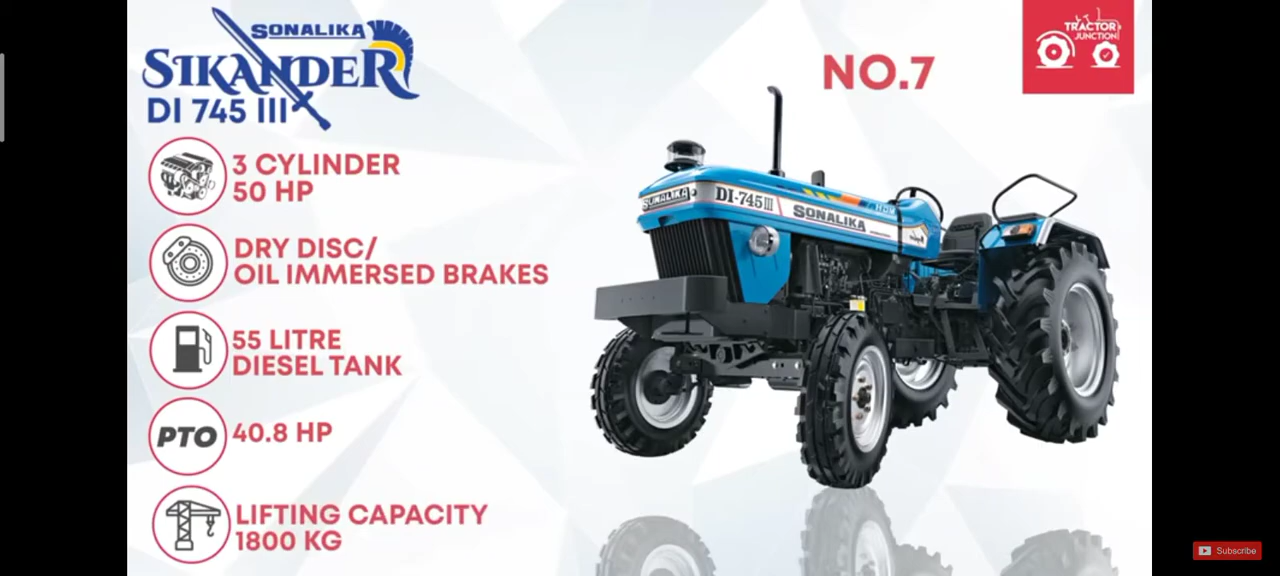 SONALIKA
SIKANDER
DI 745 III
NO.7
TRACTOR
JUNCTION
3 CYLINDER
50 HP
DRY DISC/
OIL IMMERSED BRAKES
55 LITRE
DIESEL TANK
PTO
40.8 HP
LIFTING CAPACITY
1800 KG
SONALIKA
DI-745 III
SONALIKA
Subscribe